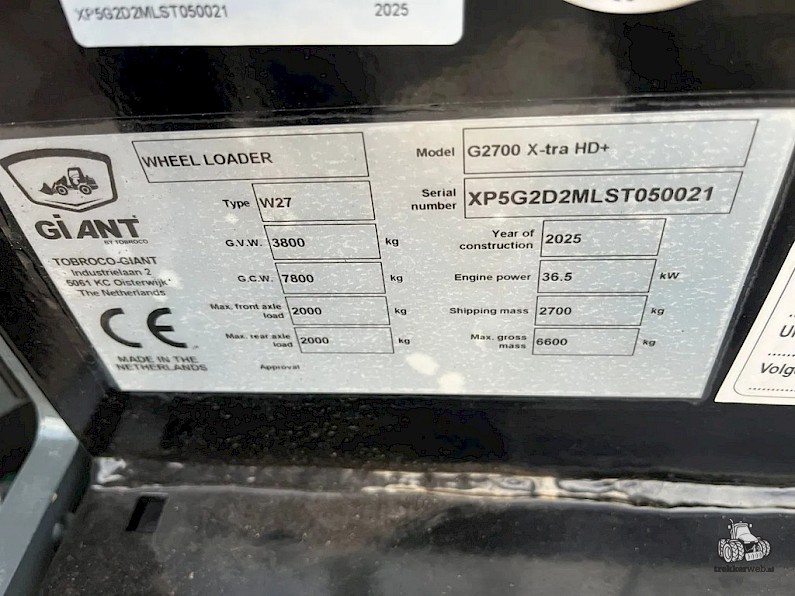 XP5G2D2MLST050021 2025
WHEEL LOADER
Model G2700 X-tra HD+
Type W27
Serial number XP5G2D2MLST050021
GiANT
BY TOBROCO
G.V.W. 3800 kg
Year of construction 2025
TOBROCO-GIANT
Industrielaan 2
5061 KC Oisterwijk
The Netherlands
G.C.W. 7800 kg
Engine power 36.5 kW
Max. front axle load 2000 kg
Shipping mass 2700 kg
CE
Max. rear axle load 2000 kg
Max. gross mass 6600 kg
MADE IN THE
NETHERLANDS
Approval
Volg
trekkerweb.nl